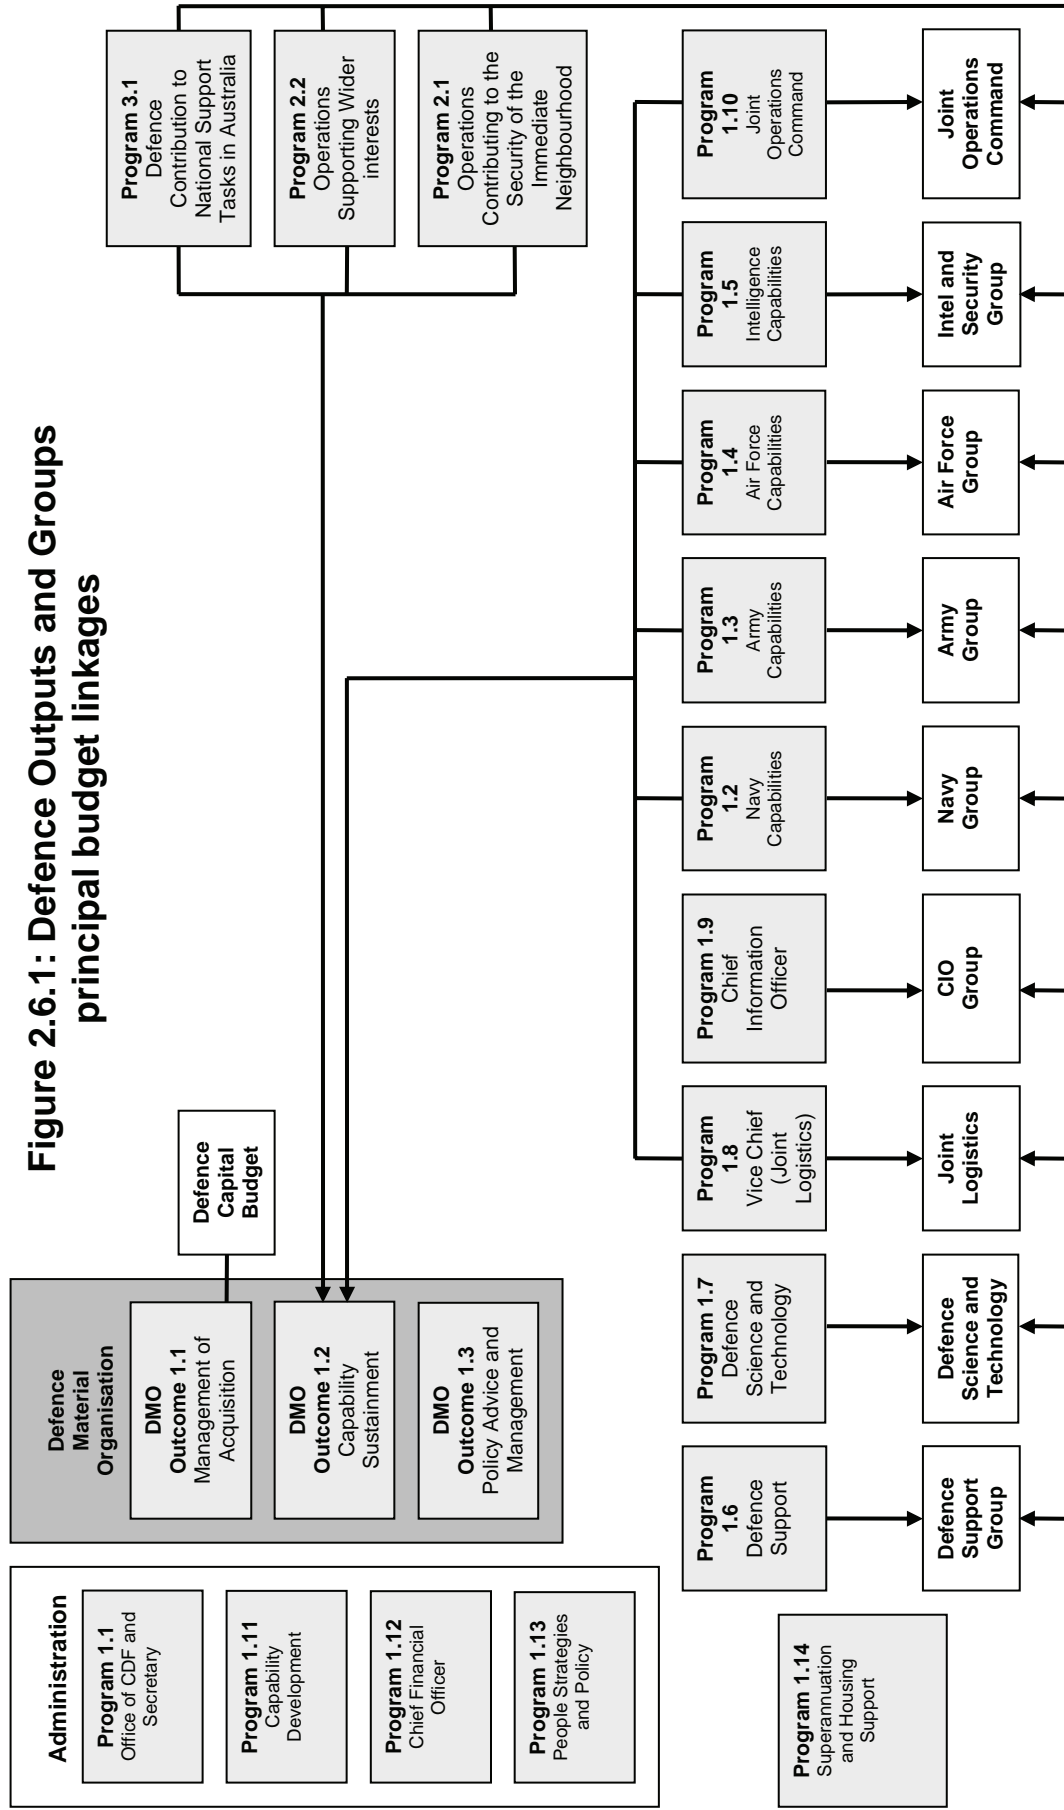 Figure 2.6.1: Defence Outputs and Groups
principal budget linkages
Administration
Program 1.1
Office of CDF and
Secretary
Program 1.11
Capability
Development
Program 1.12
Chief Financial
Officer
Program 1.13
People Strategies
and Policy
Defence
Material
Organisation
DMO
Outcome 1.1
Management of
Acquisition
DMO
Outcome 1.2
Capability
Sustainment
DMO
Outcome 1.3
Policy Advice and
Management
Defence
Capital
Budget
Program 3.1
Defence
Contribution to
National Support
Tasks in Australia
Program 2.2
Operations
Supporting Wider
interests
Program 2.1
Operations
Contributing to the
Security of the
Immediate
Neighbourhood
Program 1.14
Superannuation
and Housing
Support
Program
1.6
Defence
Support
Program 1.7
Defence
Science and
Technology
Program
1.8
Vice Chief
(Joint
Logistics)
Program 1.9
Chief
Information
Officer
Program
1.2
Navy
Capabilities
Program
1.3
Army
Capabilities
Program
1.4
Air Force
Capabilities
Program
1.5
Intelligence
Capabilities
Program
1.10
Joint
Operations
Command
Defence
Support
Group
Defence
Science and
Technology
Joint
Logistics
CIO
Group
Navy
Group
Army
Group
Air Force
Group
Intel and
Security
Group
Joint
Operations
Command